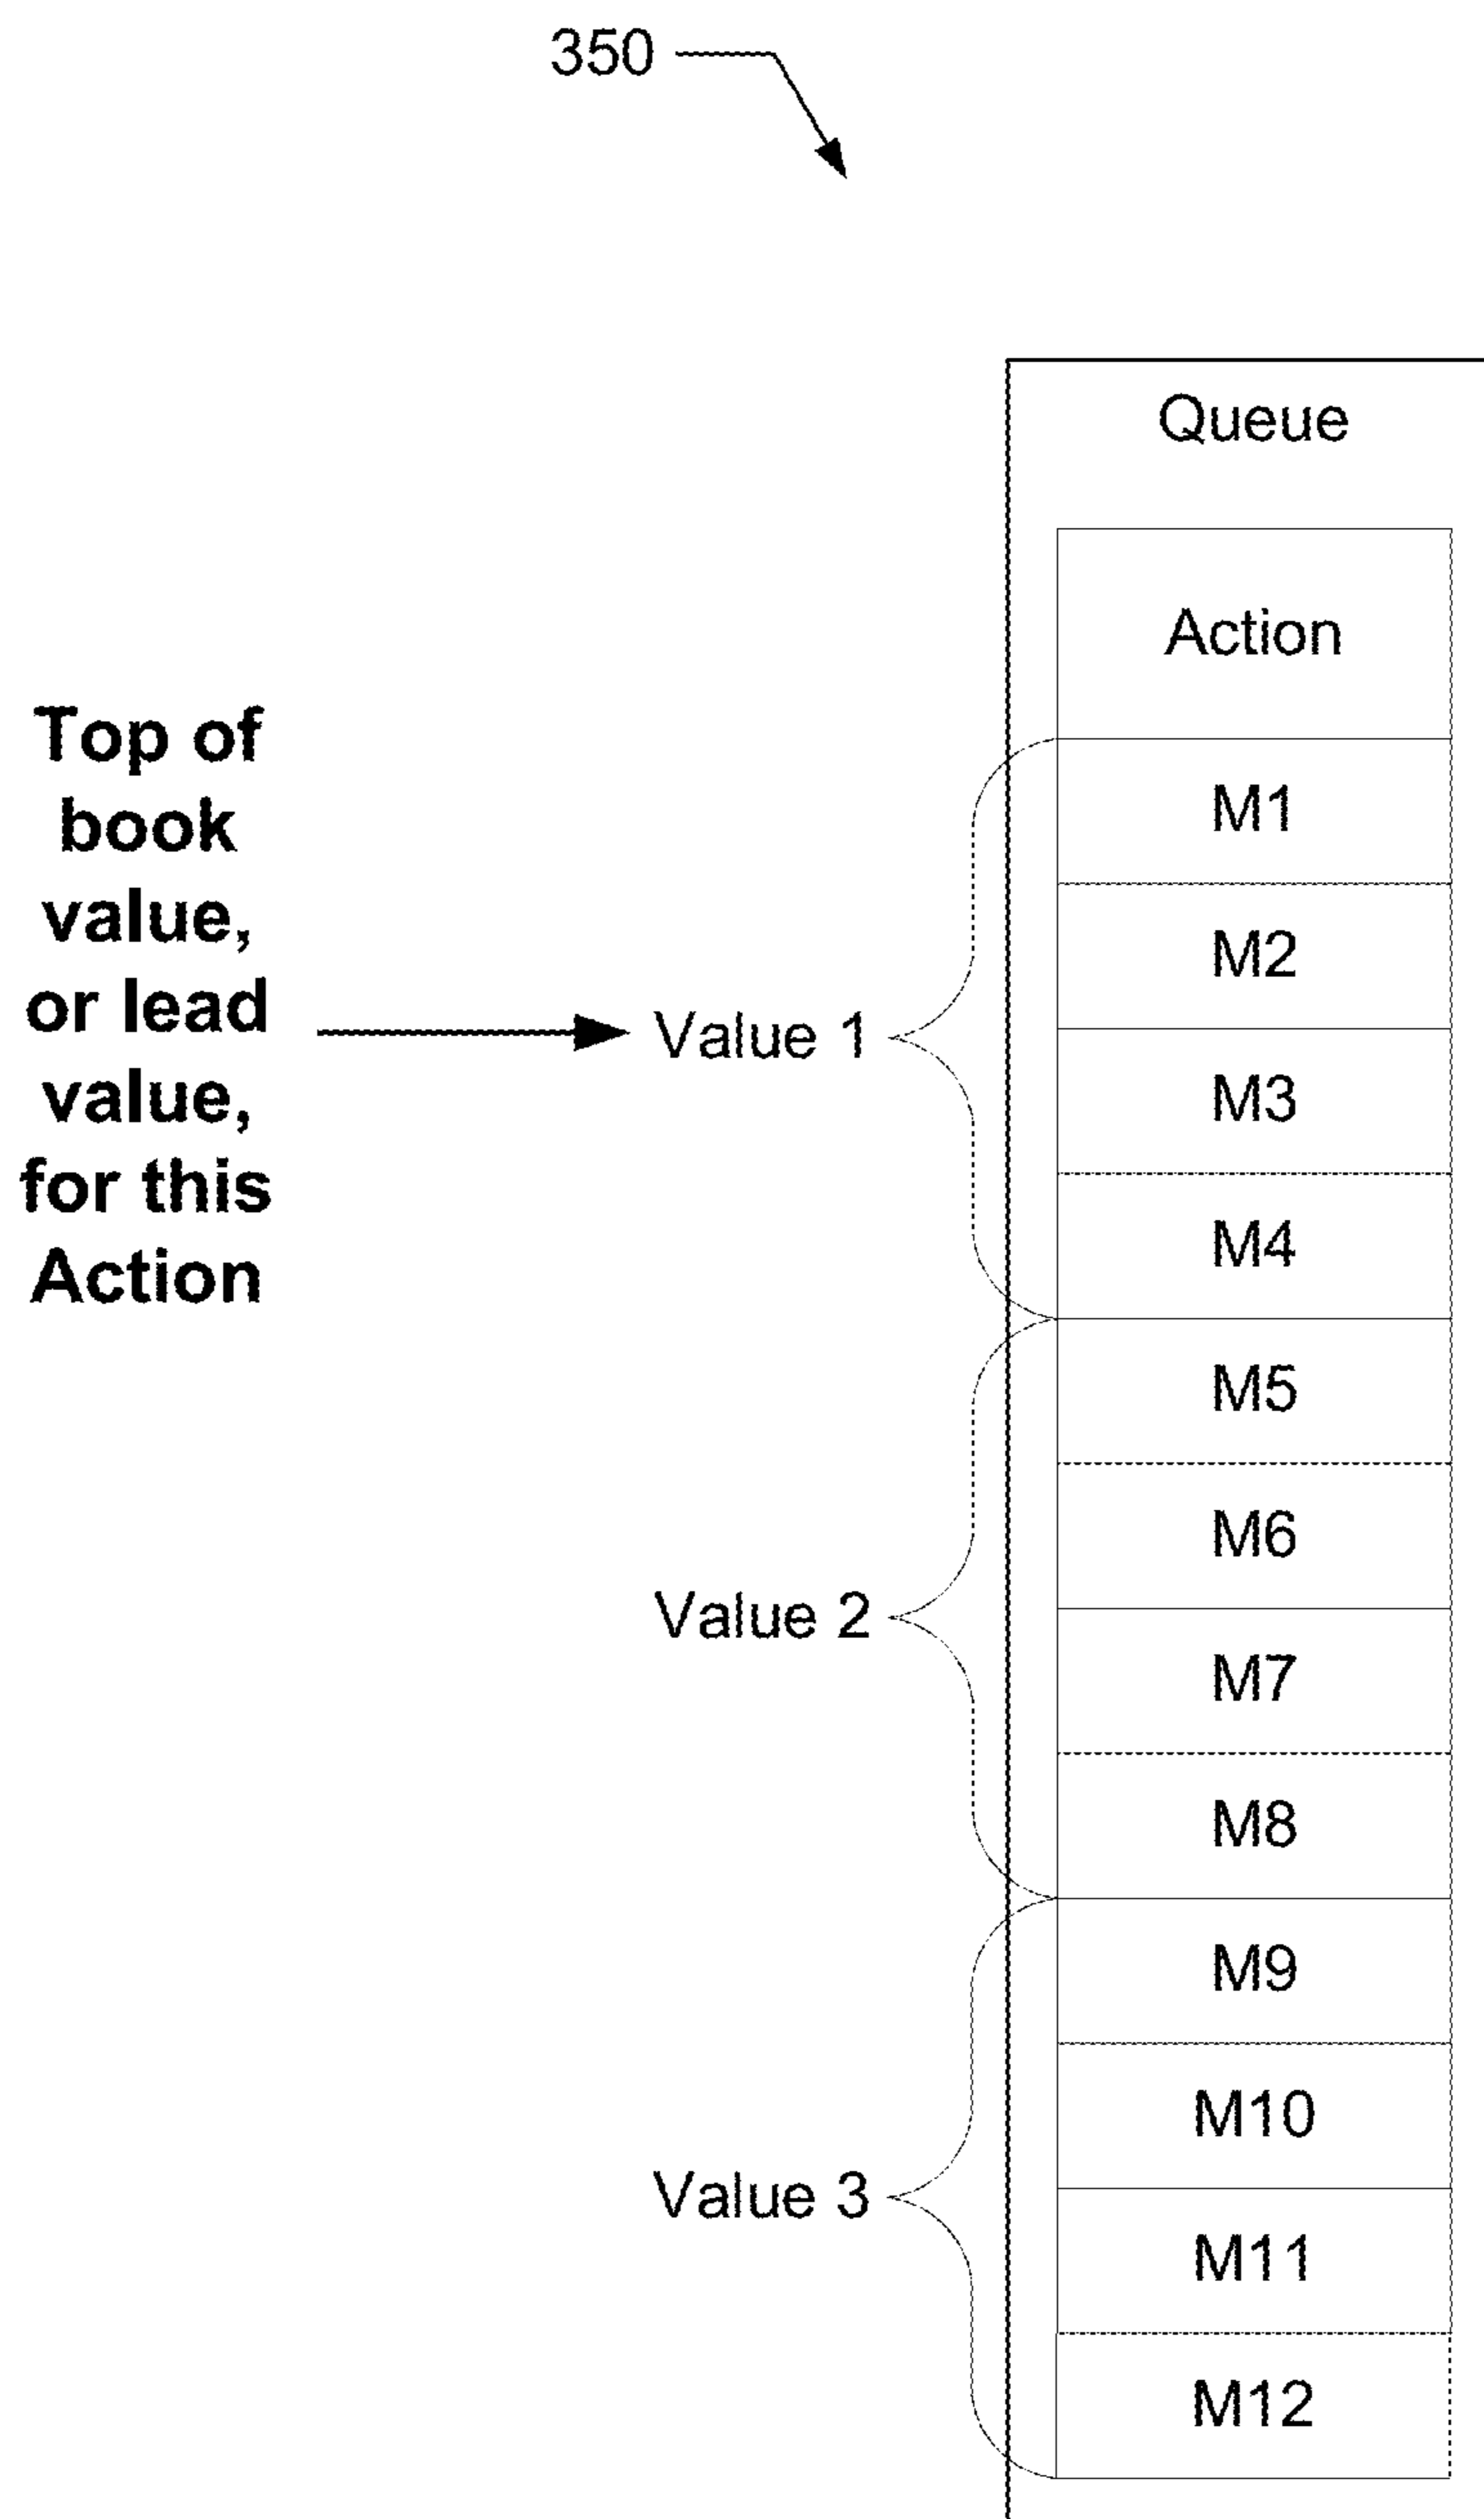 350
Queue
Action
Top of
book
value,
or lead
value,
for this
Action
Value 1
Value 2
Value 3
M1
M2
M3
M4
M5
M6
M7
M8
M9
M10
M11
M12